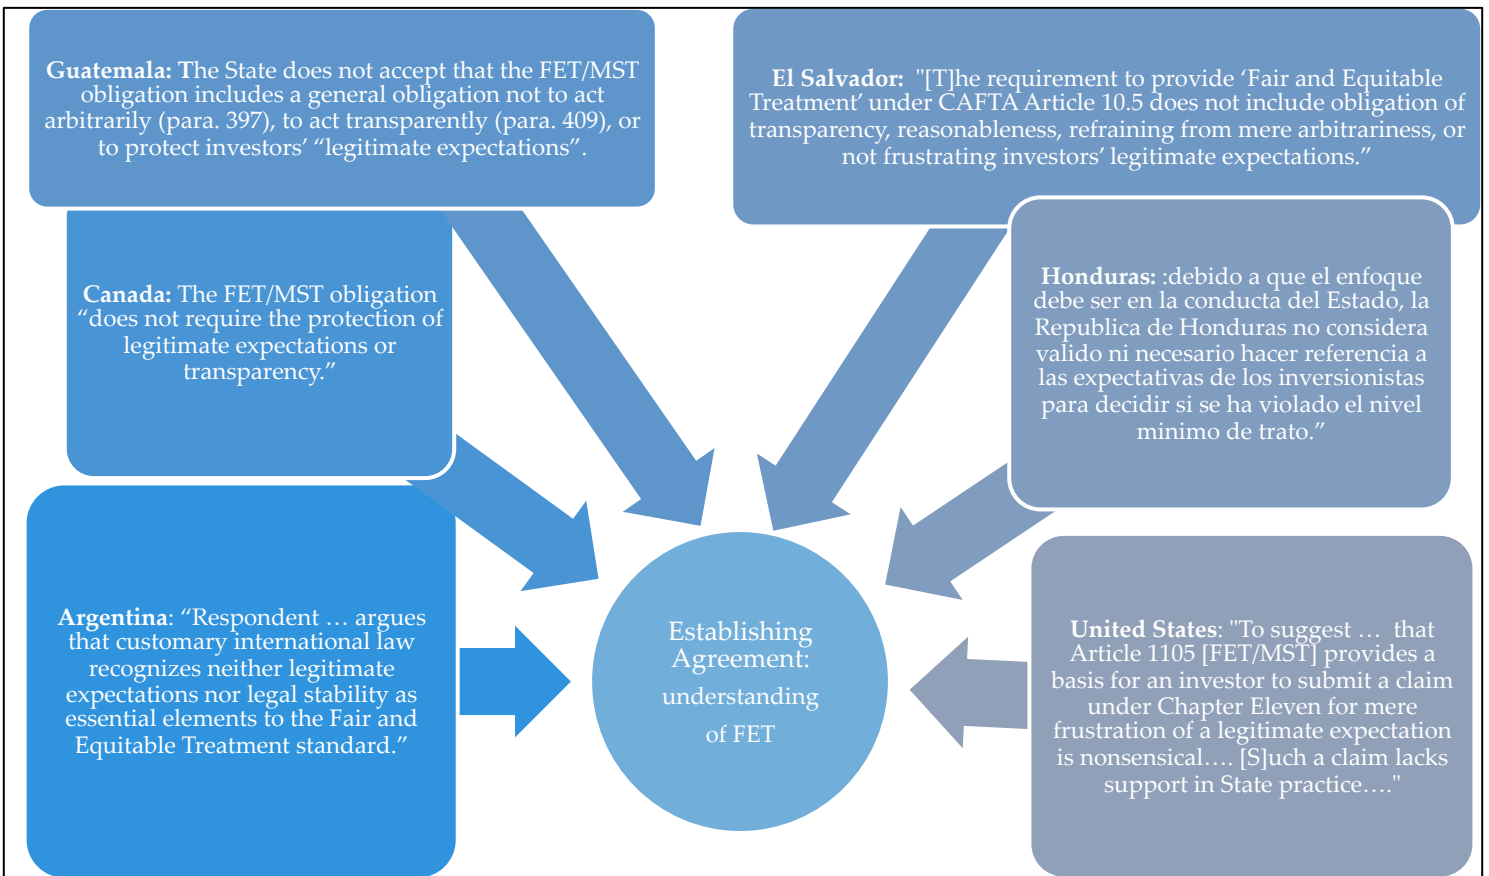 Guatemala: The State does not accept that the FET/MST
obligation includes a general obligation not to act
arbitrarily (para. 397), to act transparently (para. 409), or
to protect investors’ “legitimate expectations”.
El Salvador: "[T]he requirement to provide ‘Fair and Equitable
Treatment’ under CAFTA Article 10.5 does not include obligation of
transparency, reasonableness, refraining from mere arbitrariness, or
not frustrating investors’ legitimate expectations.”
Canada: The FET/MST obligation
“does not require the protection of
legitimate expectations or
transparency.”
Honduras: :debido a que el enfoque
debe ser en la conducta del Estado, la
Republica de Honduras no considera
valido ni necesario hacer referencia a
las expectativas de los inversionistas
para decidir si se ha violado el nivel
minimo de trato.”
Argentina: “Respondent … argues
that customary international law
recognizes neither legitimate
expectations nor legal stability as
essential elements to the Fair and
Equitable Treatment standard.”
Establishing
Agreement:
understanding
of FET
United States: "To suggest … that
Article 1105 [FET/MST] provides a
basis for an investor to submit a claim
under Chapter Eleven for mere
frustration of a legitimate expectation
is nonsensical…. [S]uch a claim lacks
support in State practice…."